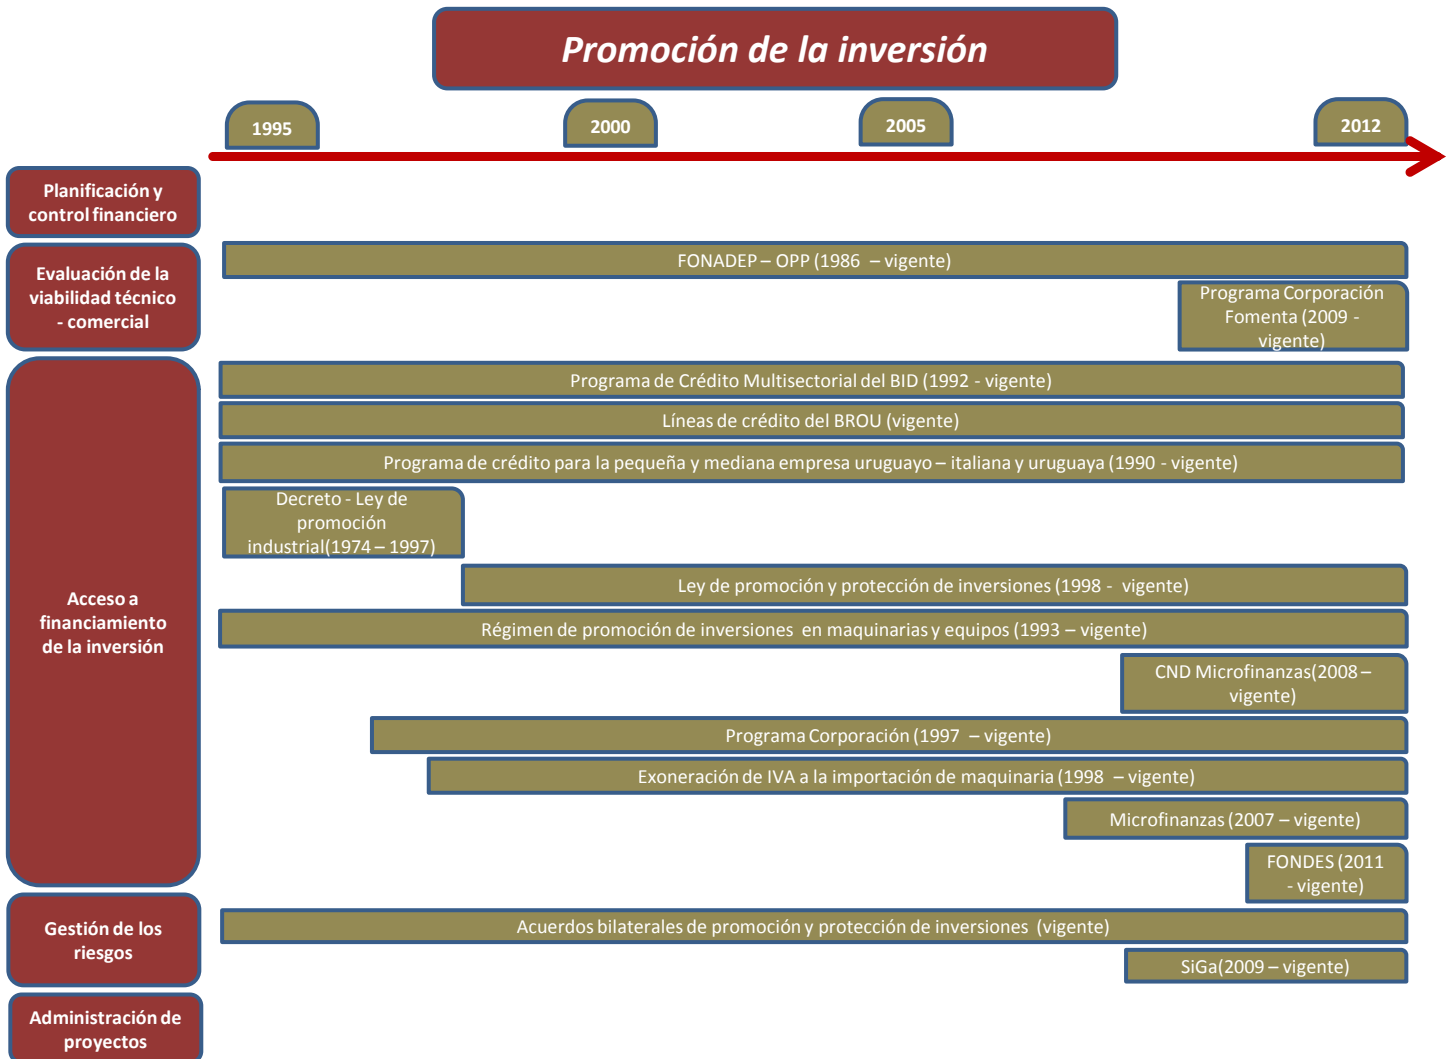 Promoción de la inversión
1995
2000
2005
2012
Planificación y
control financiero
Evaluación de la
viabilidad técnico
- comercial
FONADEP – OPP (1986 – vigente)
Programa Corporación
Fomenta (2009 -
vigente)
Acceso a
financiamiento
de la inversión
Programa de Crédito Multisectorial del BID (1992 - vigente)
Líneas de crédito del BROU (vigente)
Programa de crédito para la pequeña y mediana empresa uruguayo – italiana y uruguaya (1990 - vigente)
Decreto - Ley de
promoción
industrial(1974 – 1997)
Ley de promoción y protección de inversiones (1998 - vigente)
Régimen de promoción de inversiones en maquinarias y equipos (1993 – vigente)
CND Microfinanzas(2008 –
vigente)
Programa Corporación (1997 – vigente)
Exoneración de IVA a la importación de maquinaria (1998 – vigente)
Microfinanzas (2007 – vigente)
FONDES (2011
- vigente)
Gestión de los
riesgos
Acuerdos bilaterales de promoción y protección de inversiones (vigente)
SiGa(2009 – vigente)
Administración de
proyectos